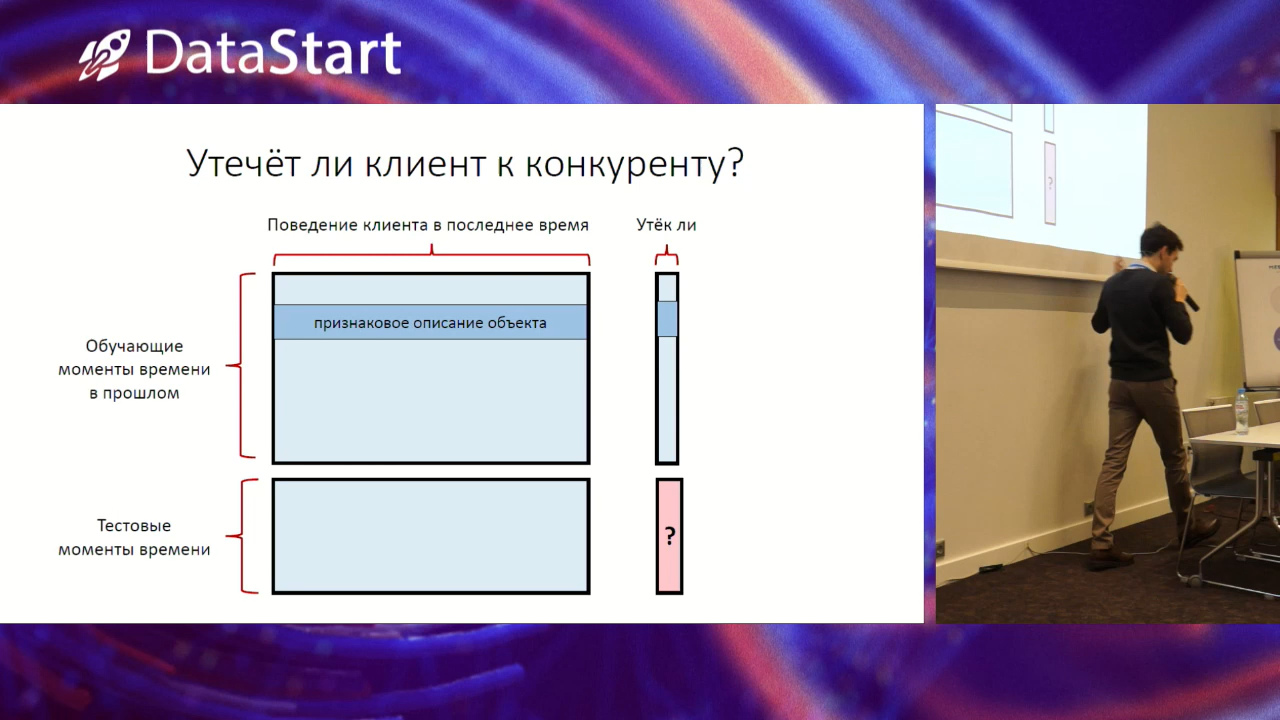 DataStart
Утечёт ли клиент к конкуренту?
Поведение клиента в последнее время
Утёк ли
признаковое описание объекта
Обучающие
моменты времени
в прошлом
Тестовые
моменты времени
?
?